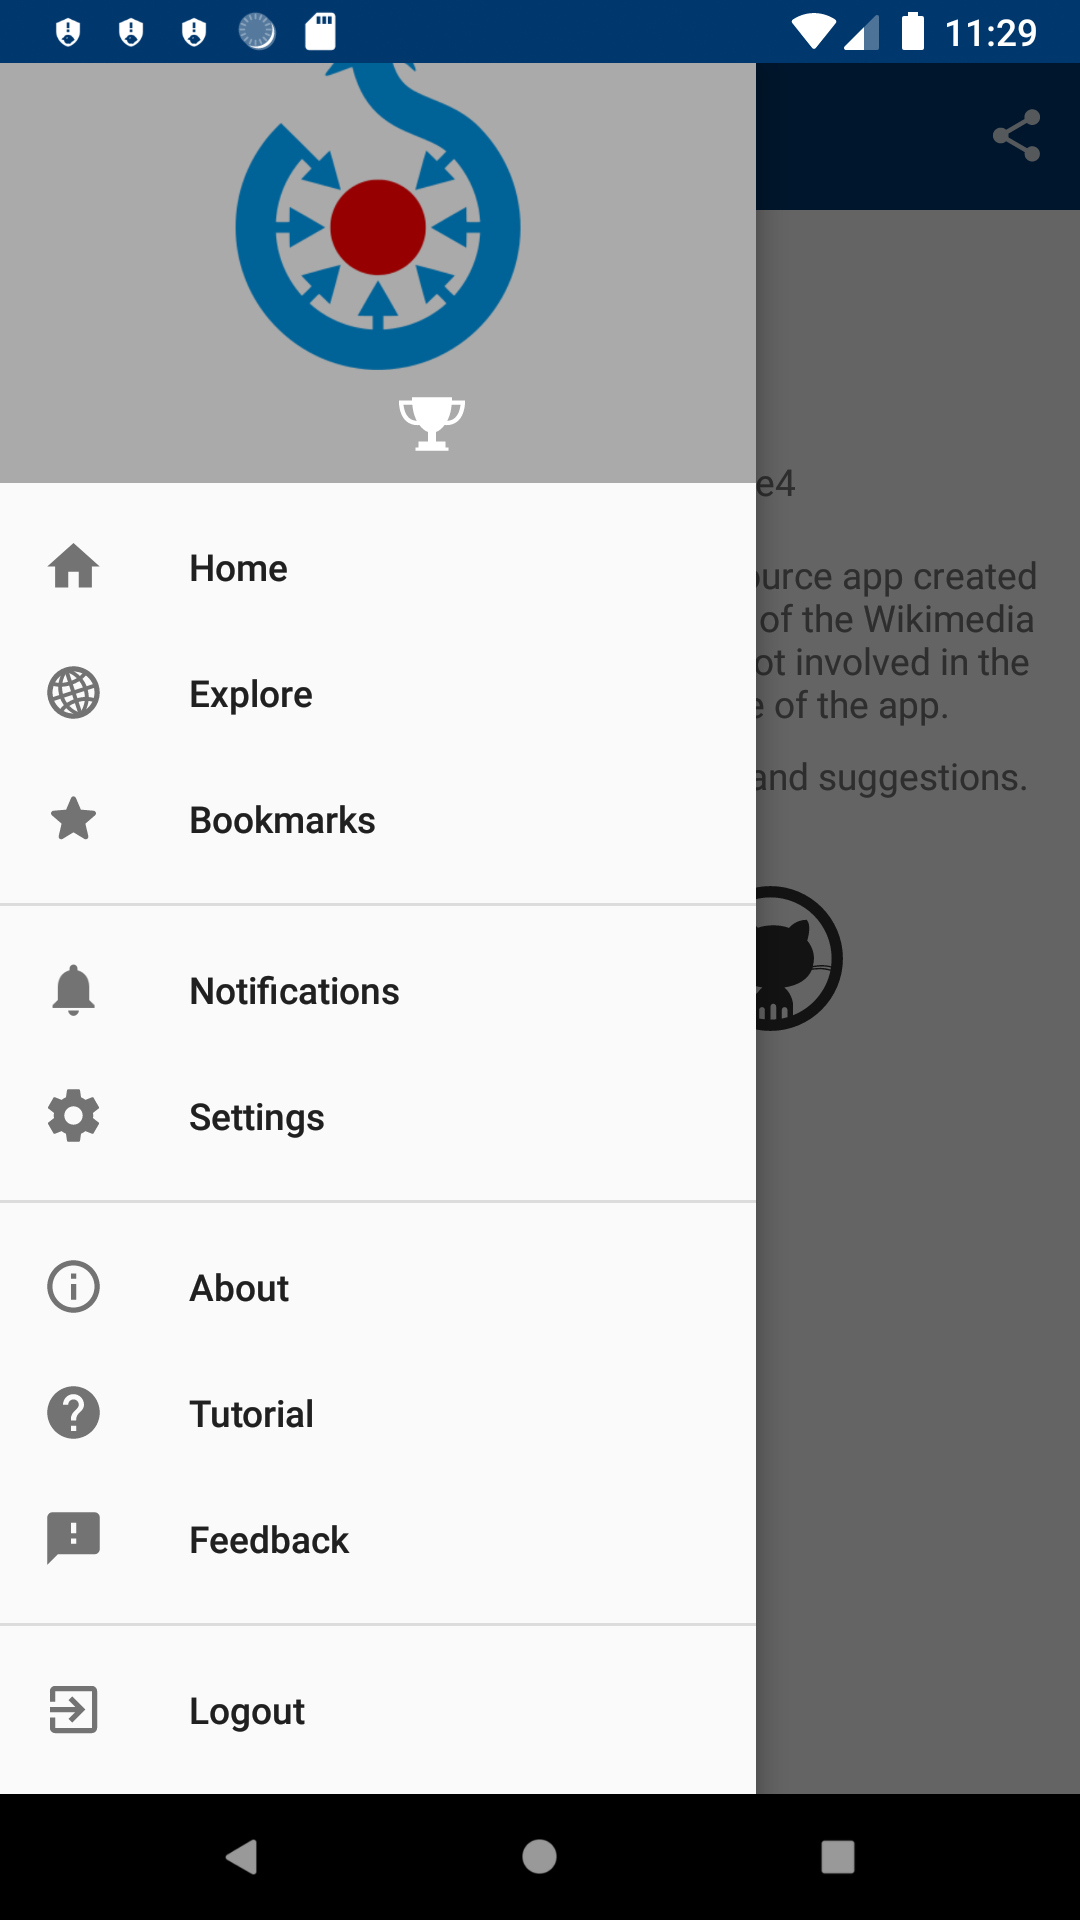 11:29
e4
Home
ource app created
of the Wikimedia
ot involved in the
Explore
e of the app.
and suggestions.
Bookmarks
Notifications
Settings
About
Tutorial
Feedback
Logout